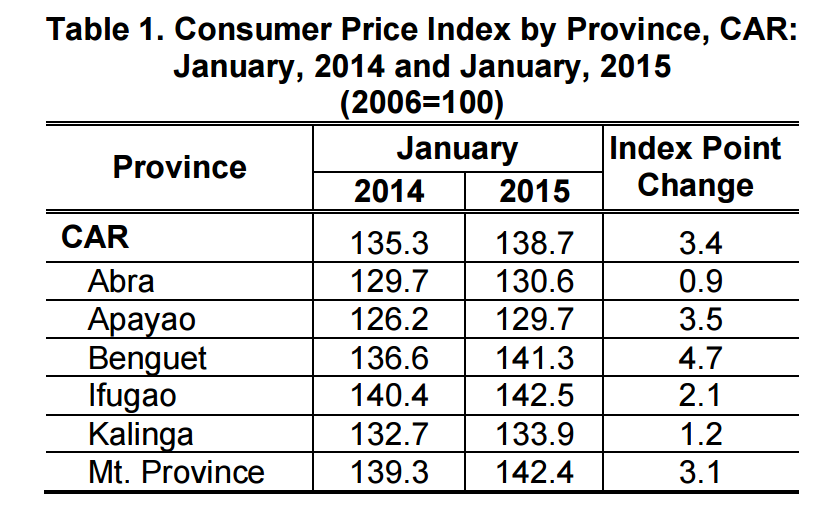 Table 1. Consumer Price Index by Province, CAR:
January, 2014 and January, 2015
(2006=100)
Province January Index Point Change
2014 2015
CAR 135.3 138.7 3.4
Abra 129.7 130.6 0.9
Apayao 126.2 129.7 3.5
Benguet 136.6 141.3 4.7
Ifugao 140.4 142.5 2.1
Kalinga 132.7 133.9 1.2
Mt. Province 139.3 142.4 3.1